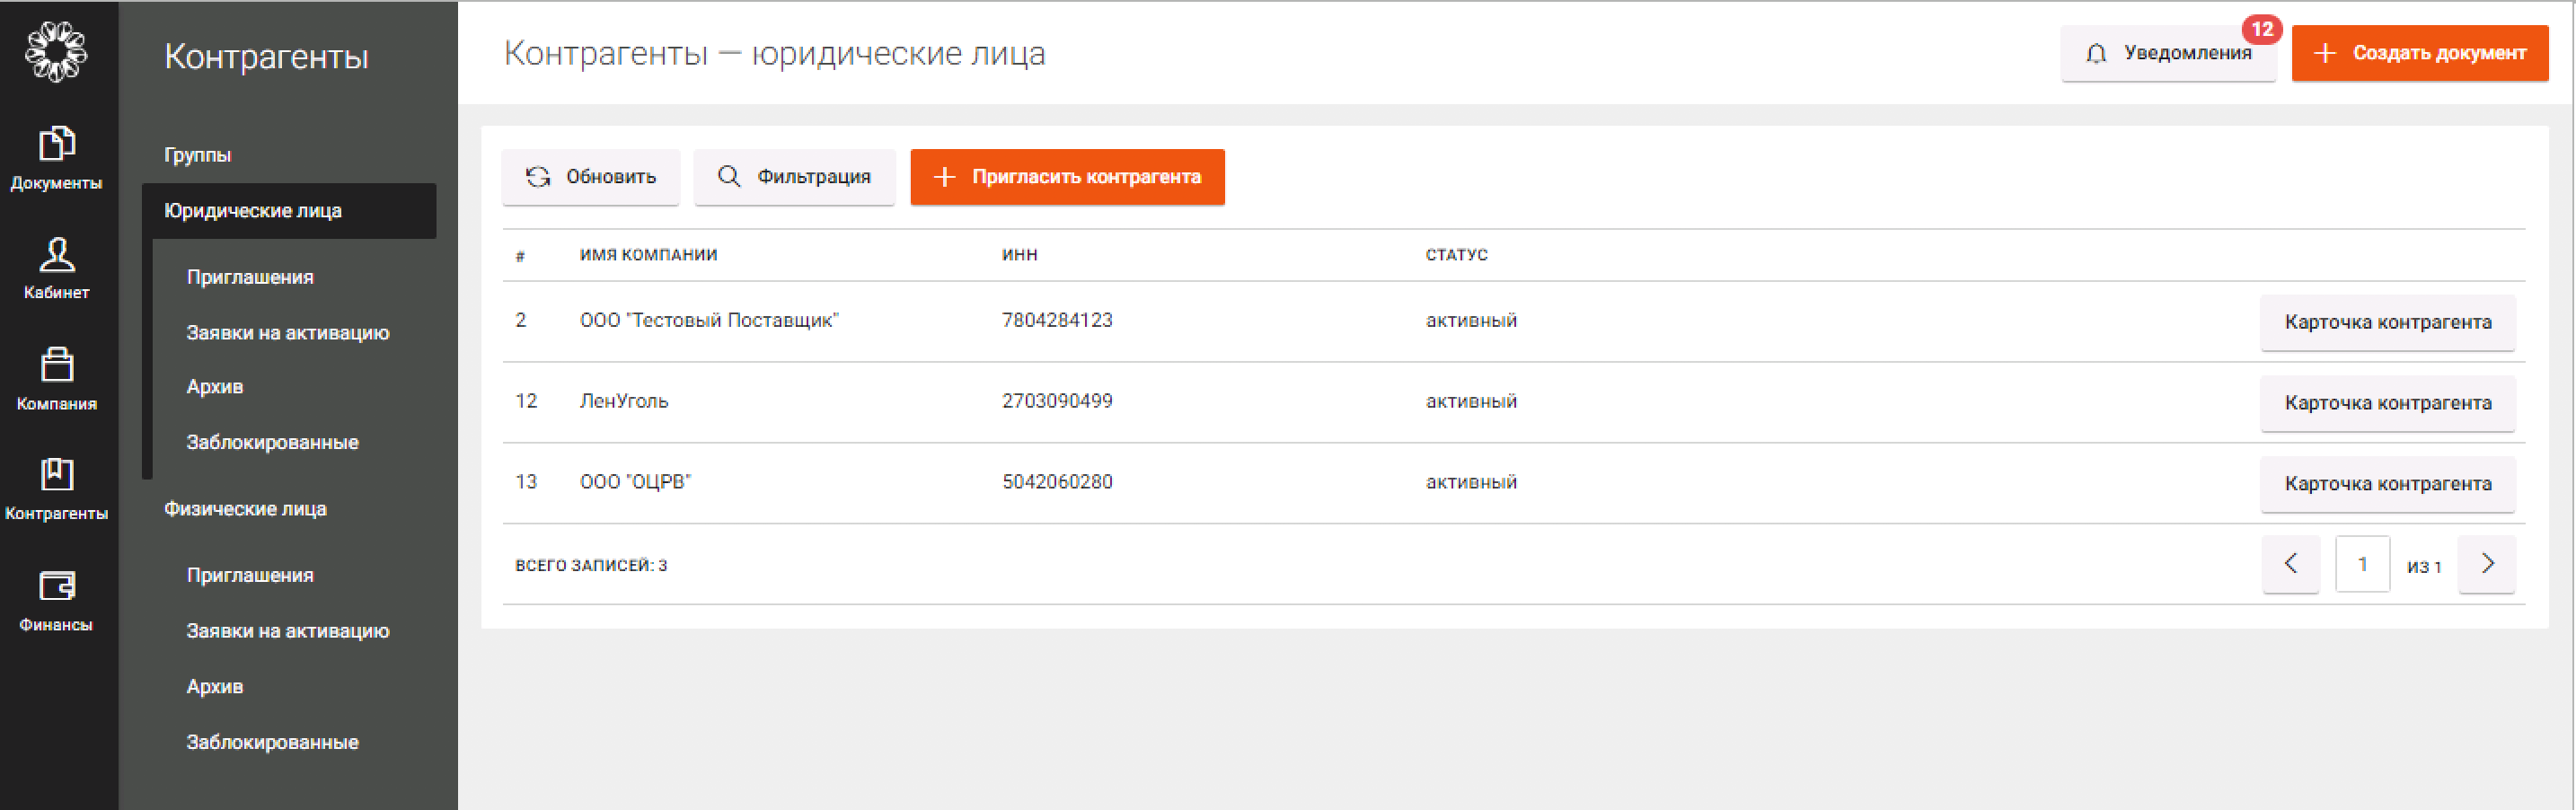 Документы
Кабинет
Компания
Контрагенты
Финансы
Контрагенты
Группы
Юридические лица
Приглашения
Заявки на активацию
Архив
Заблокированные
Физические лица
Приглашения
Заявки на активацию
Архив
Заблокированные
Контрагенты — юридические лица
Уведомления 12
Создать документ
Обновить Фильтрация Пригласить контрагента
# ИМЯ КОМПАНИИ ИНН СТАТУС
2 ООО "Тестовый Поставщик" 7804284123 активный Карточка контрагента
12 ЛенУголь 2703090499 активный Карточка контрагента
13 ООО "ОЦРВ" 5042060280 активный Карточка контрагента
ВСЕГО ЗАПИСЕЙ: 3 1 ИЗ 1